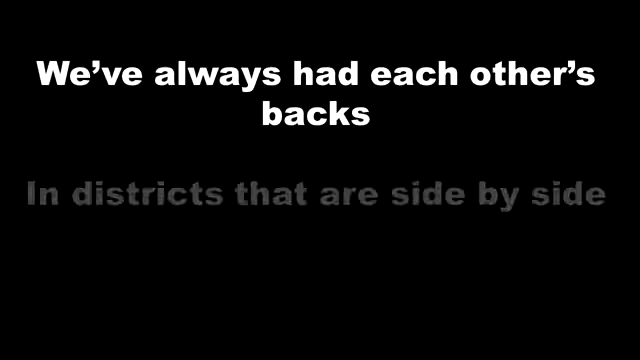 We’ve always had each other’s
backs
In districts that are side by side